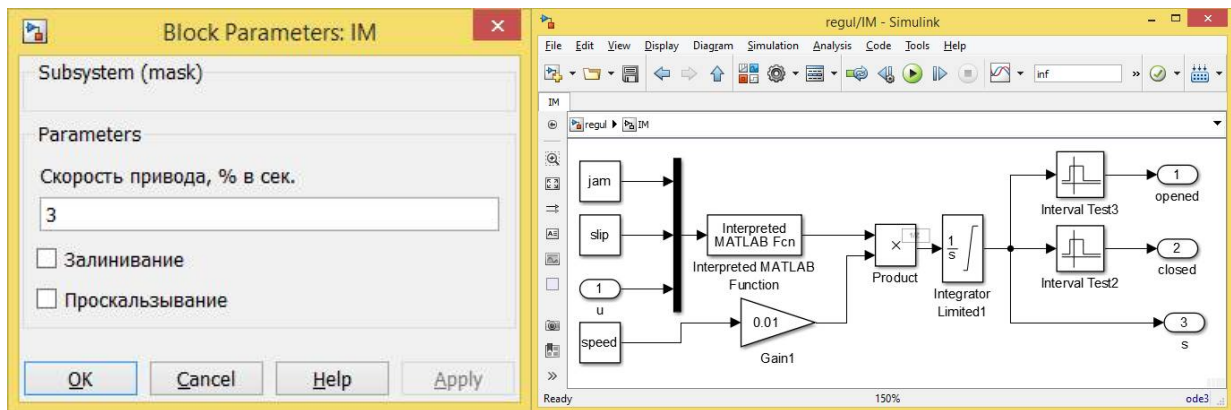 Block Parameters: IM
Subsystem (mask)
Parameters
Скорость привода, % в сек.
3
Залинивание
Проскальзывание
OK Cancel Help Apply
regul/IM - Simulink
File Edit View Display Diagram Simulation Analysis Code Tools Help
inf
»
IM
regul IM
jam
slip
1
u
speed
Interpreted
MATLAB Fcn
Interpreted MATLAB
Function
0.01
Gain1
×
Product
1
s
Integrator
Limited1
Interval Test3
Interval Test2
1
opened
2
closed
3
s
»
Ready 150% ode3